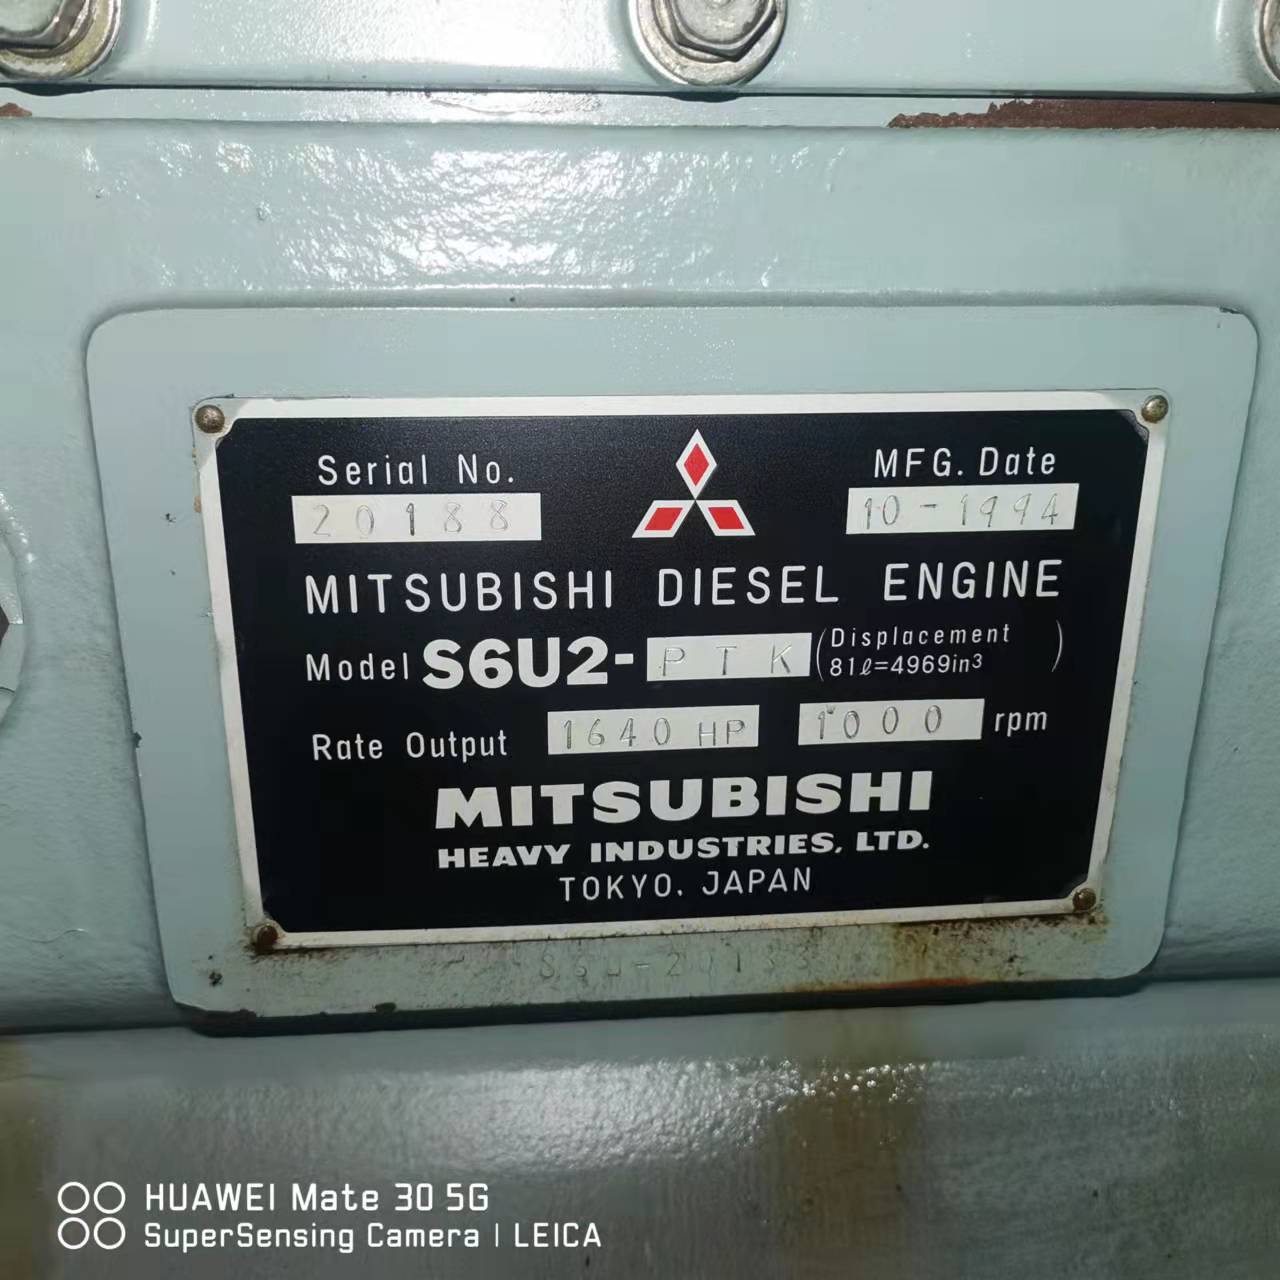 Serial No. MFG. Date
20188 10-1994
MITSUBISHI DIESEL ENGINE
Model S6U2-PTK (Displacement
81ℓ=4969in³)
Rate Output 1640 HP 1000 rpm
MITSUBISHI
HEAVY INDUSTRIES, LTD.
TOKYO, JAPAN
HUAWEI Mate 30 5G
SuperSensing Camera | LEICA